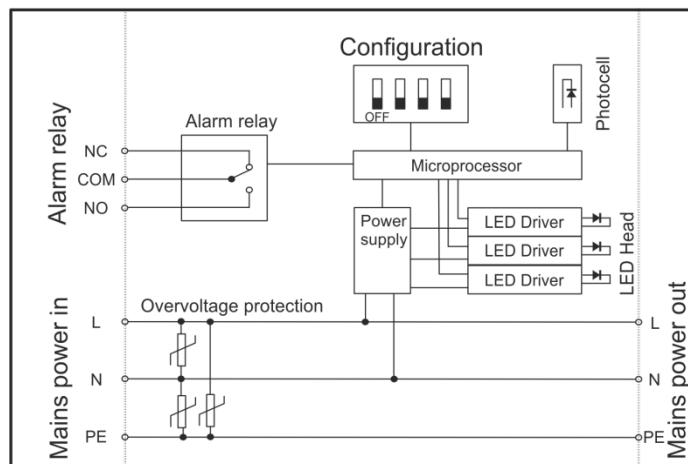 Configuration
OFF
Photocell
Alarm relay
Alarm relay
NC
COM
NO
Microprocessor
Power
supply
LED Driver
LED Driver
LED Driver
LED Head
Mains power in
Overvoltage protection
L
N
PE
L
N
PE
Mains power out